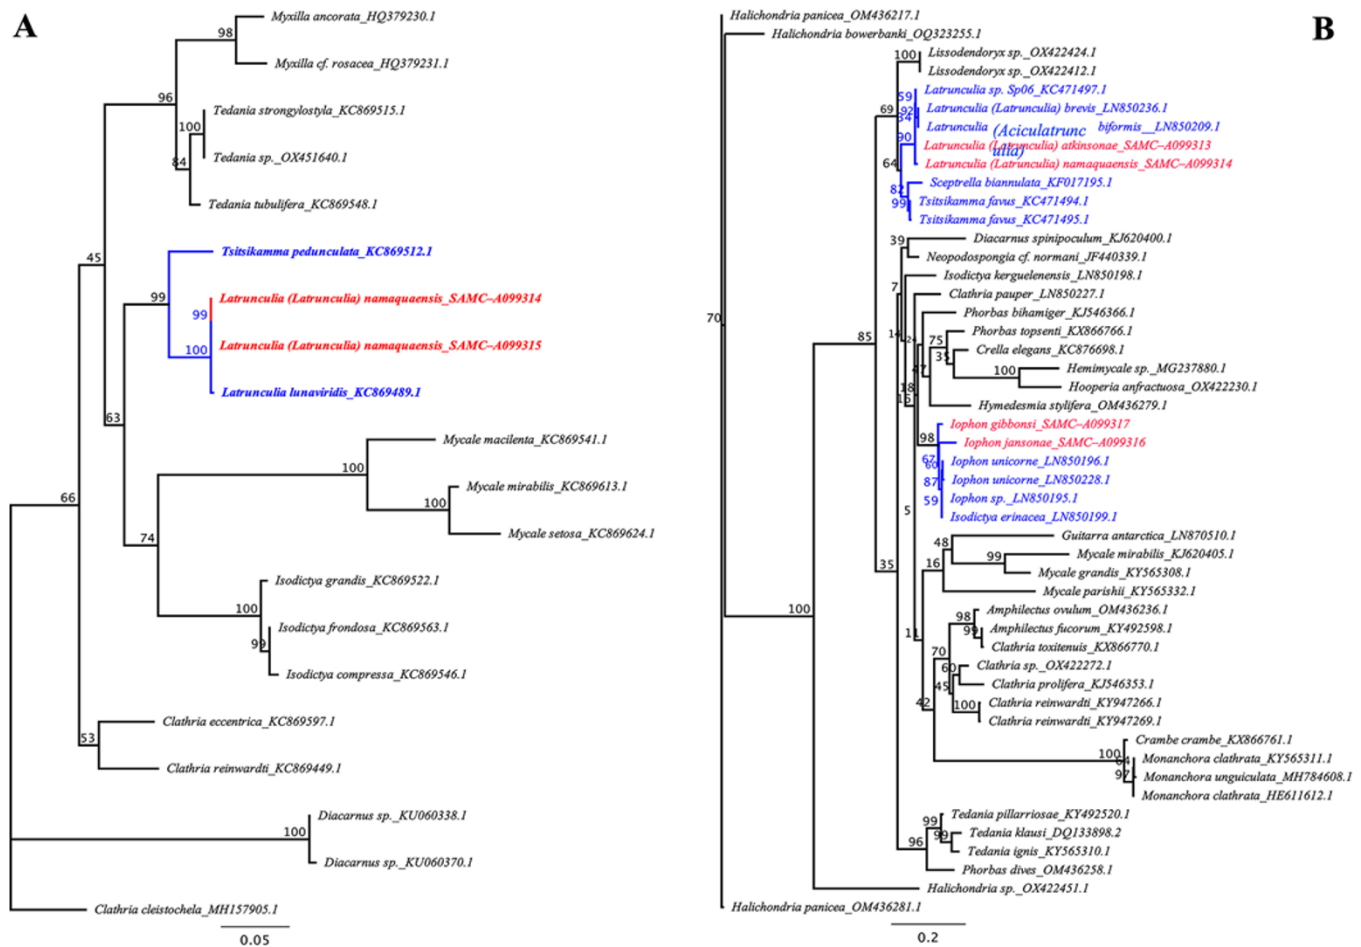 A
Myxilla ancorata_HQ379230.1
98
Myxilla cf. rosacea_HQ379231.1
96
Tedania strongylostyla_KC869515.1
100
Tedania sp._OX451640.1
84
Tedania tubulifera_KC869548.1
45
Tsitsikamma pedunculata_KC869512.1
99
Latrunculia (Latrunculia) namaquaensis_SAMC–A099314
99
Latrunculia (Latrunculia) namaquaensis_SAMC–A099315
100
Latrunculia lunaviridis_KC869489.1
63
Mycale macilenta_KC869541.1
100
Mycale mirabilis_KC869613.1
100
Mycale setosa_KC869624.1
66
74
Isodictya grandis_KC869522.1
100
Isodictya frondosa_KC869563.1
99
Isodictya compressa_KC869546.1
Clathria eccentrica_KC869597.1
53
Clathria reinwardti_KC869449.1
Diacarnus sp._KU060338.1
100
Diacarnus sp._KU060370.1
Clathria cleistochela_MH157905.1
0.05
B
Halichondria panicea_OM436217.1
Halichondria bowerbanki_OQ323255.1
Lissodendoryx sp._OX422424.1
100
Lissodendoryx sp._OX422412.1
Latrunculia sp. Sp06_KC471497.1
59
69
Latrunculia (Latrunculia) brevis_LN850236.1
92
34
Latrunculia (Aciculatrunculia) biformis__LN850209.1
90
Latrunculia (Latrunculia) atkinsonae_SAMC–A099313
64
Latrunculia (Latrunculia) namaquaensis_SAMC–A099314
Sceptrella biannulata_KF017195.1
82
Tsitsikamma favus_KC471494.1
99
Tsitsikamma favus_KC471495.1
39
Diacarnus spinipoculum_KJ620400.1
Neopodospongia cf. normani_JF440339.1
Isodictya kerguelenensis_LN850198.1
7
Clathria pauper_LN850227.1
Phorbas bihamiger_KJ546366.1
70
14
24
85
Phorbas topsenti_KX866766.1
75
Crella elegans_KC876698.1
35
Hemimycale sp._MG237880.1
100
47
Hooperia anfractuosa_OX422230.1
18
15
Hymedesmia stylifera_OM436279.1
Iophon gibbonsi_SAMC–A099317
98
Iophon jansonae_SAMC–A099316
67
60
Iophon unicorne_LN850196.1
87
Iophon unicorne_LN850228.1
59
Iophon sp._LN850195.1
5
Isodictya erinacea_LN850199.1
Guitarra antarctica_LN870510.1
48
Mycale mirabilis_KJ620405.1
99
35
16
Mycale grandis_KY565308.1
Mycale parishii_KY565332.1
100
Amphilectus ovulum_OM436236.1
98
Amphilectus fucorum_KY492598.1
99
11
Clathria toxitenuis_KX866770.1
70
Clathria sp._OX422272.1
60
Clathria prolifera_KJ546353.1
45
Clathria reinwardti_KY947266.1
42
100
Clathria reinwardti_KY947269.1
Crambe crambe_KX866761.1
100
64
Monanchora clathrata_KY565311.1
97
Monanchora unguiculata_MH784608.1
Monanchora clathrata_HE611612.1
Tedania pillarriosae_KY492520.1
99
Tedania klausi_DQ133898.2
99
96
Tedania ignis_KY565310.1
Phorbas dives_OM436258.1
Halichondria sp._OX422451.1
Halichondria panicea_OM436281.1
0.2